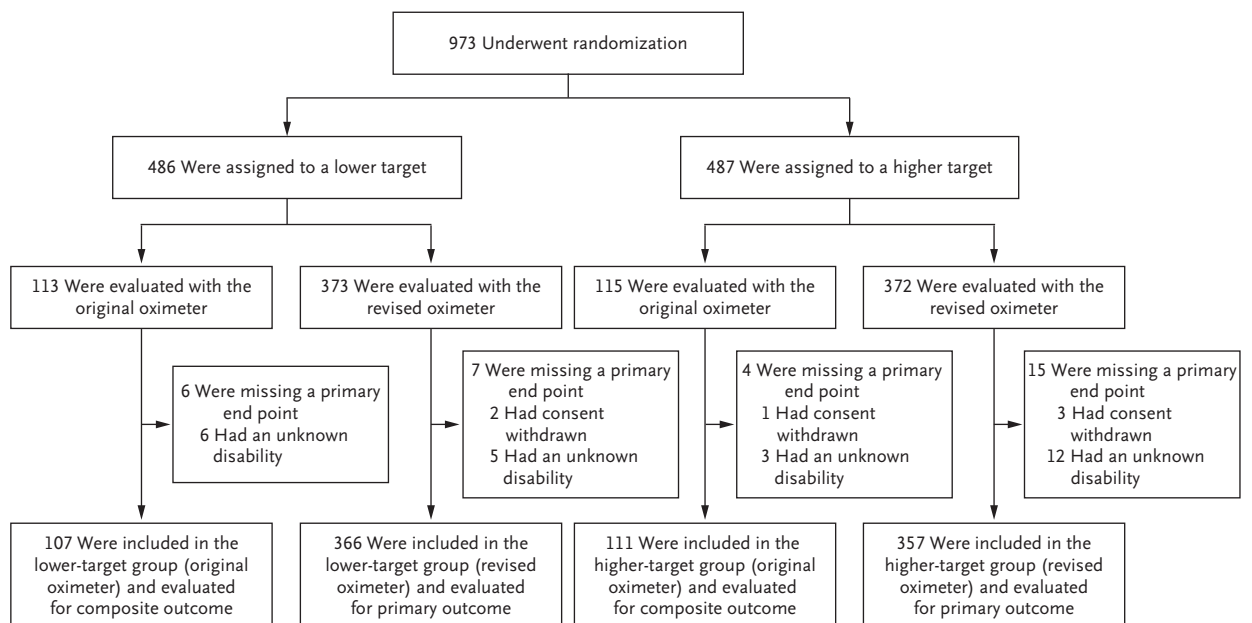 973 Underwent randomization
486 Were assigned to a lower target
487 Were assigned to a higher target
113 Were evaluated with the
original oximeter
373 Were evaluated with the
revised oximeter
115 Were evaluated with the
original oximeter
372 Were evaluated with the
revised oximeter
6 Were missing a primary
end point
6 Had an unknown
disability
7 Were missing a primary
end point
2 Had consent
withdrawn
5 Had an unknown
disability
4 Were missing a primary
end point
1 Had consent
withdrawn
3 Had an unknown
disability
15 Were missing a primary
end point
3 Had consent
withdrawn
12 Had an unknown
disability
107 Were included in the
lower-target group (original
oximeter) and evaluated
for composite outcome
366 Were included in the
lower-target group (revised
oximeter) and evaluated
for primary outcome
111 Were included in the
higher-target group (original
oximeter) and evaluated
for composite outcome
357 Were included in the
higher-target group (revised
oximeter) and evaluated
for primary outcome